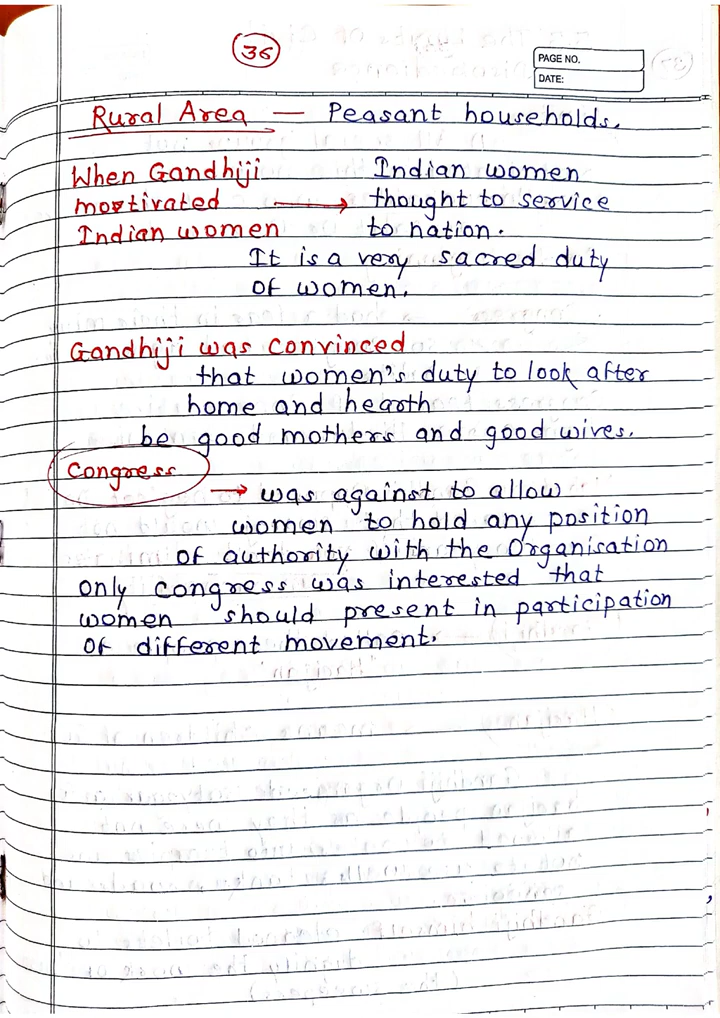 36
PAGE NO.
DATE:
Rural Area — Peasant households.
When Gandhiji Indian women
motivated → thought to service
Indian women to nation.
It is a very sacred duty
of women.
Gandhiji was convinced
that women's duty to look after
home and hearth
be good mothers and good wives.
Congress
→ was against to allow
women to hold any position
of authority with the Organisation
only congress was interested that
women should present in participation
of different movement.